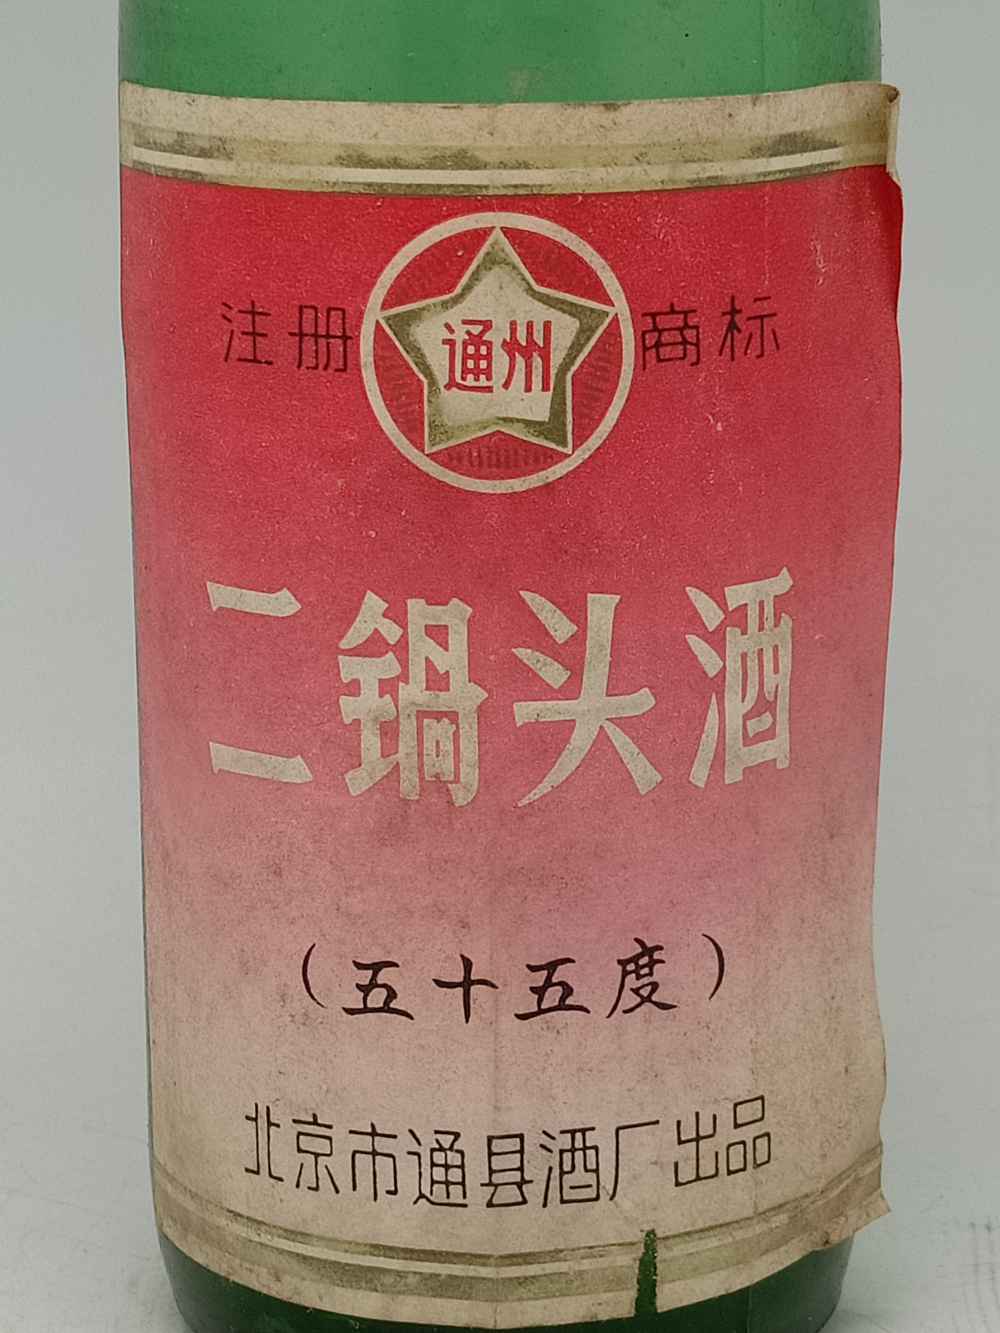 注册 通州 商标
二锅头酒
(五十五度)
北京市通县酒厂出品